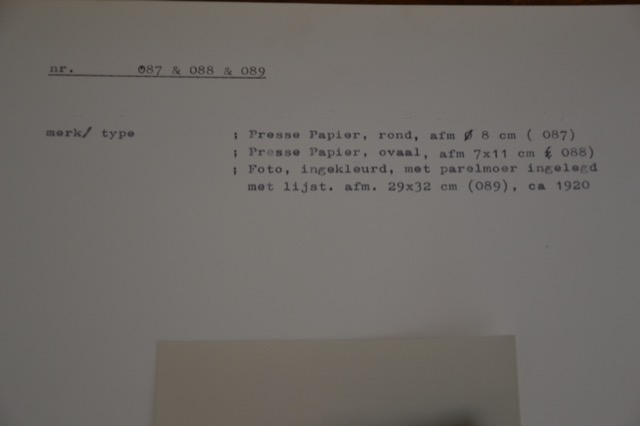 nr. 087 & 088 & 089
merk/ type ; Presse Papier, rond, afm ø 8 cm ( 087)
; Presse Papier, ovaal, afm 7x11 cm ( 088)
; Foto, ingekleurd, met parelmoer ingelegd
met lijst. afm. 29x32 cm (089), ca 1920